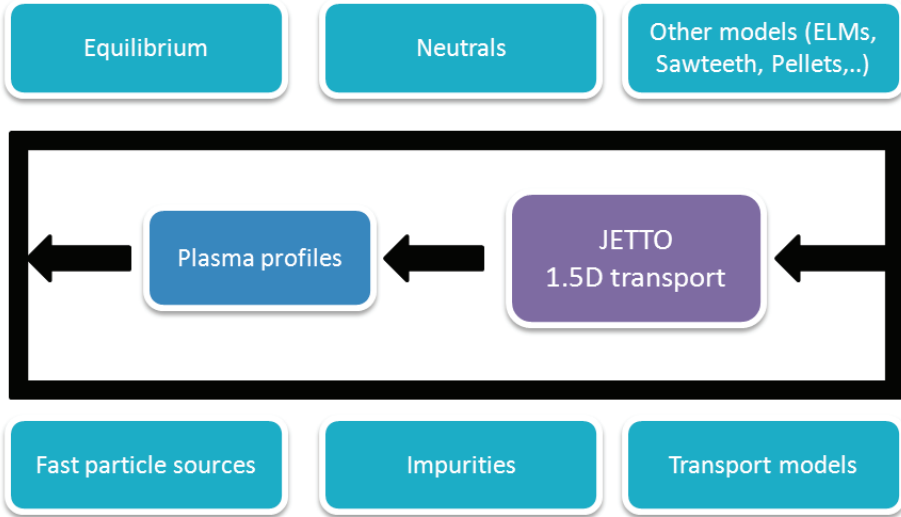 Equilibrium
Neutrals
Other models (ELMs,
Sawteeth, Pellets,..)
Plasma profiles
JETTO
1.5D transport
Fast particle sources
Impurities
Transport models